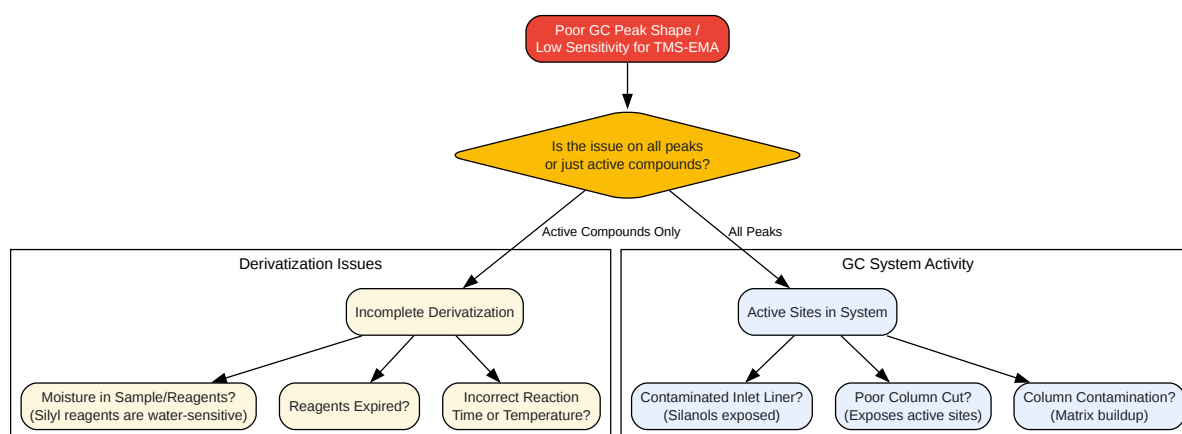 Poor GC Peak Shape /
Low Sensitivity for TMS-EMA
Is the issue on all peaks
or just active compounds?
Active Compounds Only
All Peaks
Derivatization Issues
GC System Activity
Incomplete Derivatization
Active Sites in System
Moisture in Sample/Reagents?
(Silyl reagents are water-sensitive)
Reagents Expired?
Incorrect Reaction
Time or Temperature?
Contaminated Inlet Liner?
(Silanols exposed)
Poor Column Cut?
(Exposes active sites)
Column Contamination?
(Matrix buildup)